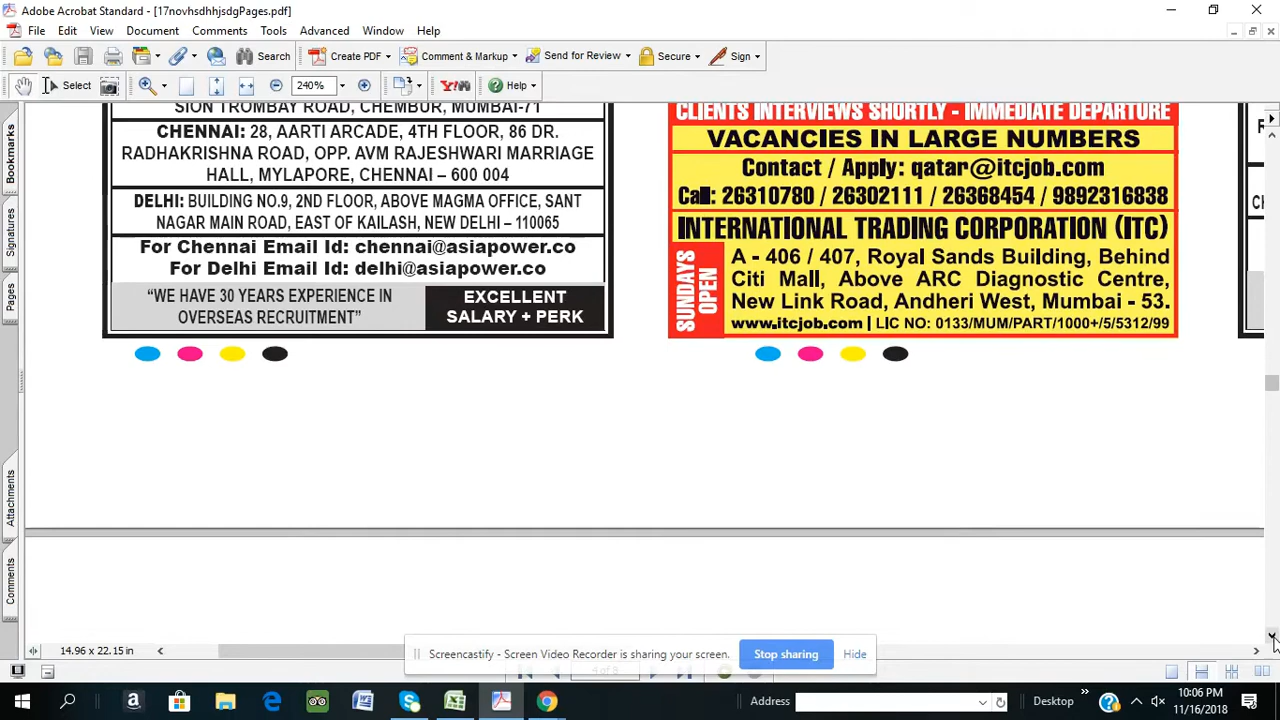 Adobe Acrobat Standard - [17novhsdhhjsdgPages.pdf]
File Edit View Document Comments Tools Advanced Window Help
Search Create PDF Comment & Markup Send for Review Secure Sign
Select 240% Y! Help
Bookmarks
Signatures
Pages
Attachments
Comments
SION TROMBAY ROAD, CHEMBUR, MUMBAI-71
CHENNAI: 28, AARTI ARCADE, 4TH FLOOR, 86 DR.
RADHAKRISHNA ROAD, OPP. AVM RAJESHWARI MARRIAGE
HALL, MYLAPORE, CHENNAI – 600 004
DELHI: BUILDING NO.9, 2ND FLOOR, ABOVE MAGMA OFFICE, SANT
NAGAR MAIN ROAD, EAST OF KAILASH, NEW DELHI – 110065
For Chennai Email Id: chennai@asiapower.co
For Delhi Email Id: delhi@asiapower.co
“WE HAVE 30 YEARS EXPERIENCE IN
OVERSEAS RECRUITMENT”
EXCELLENT
SALARY + PERK
CLIENTS INTERVIEWS SHORTLY - IMMEDIATE DEPARTURE
VACANCIES IN LARGE NUMBERS
Contact / Apply: qatar@itcjob.com
Call: 26310780 / 26302111 / 26368454 / 9892316838
INTERNATIONAL TRADING CORPORATION (ITC)
SUNDAYS
OPEN
A - 406 / 407, Royal Sands Building, Behind
Citi Mall, Above ARC Diagnostic Centre,
New Link Road, Andheri West, Mumbai - 53.
www.itcjob.com | LIC NO: 0133/MUM/PART/1000+/5/5312/99
14.96 x 22.15 in
Screencastify - Screen Video Recorder is sharing your screen. Stop sharing Hide
4 of 8
Address Desktop
10:06 PM
11/16/2018